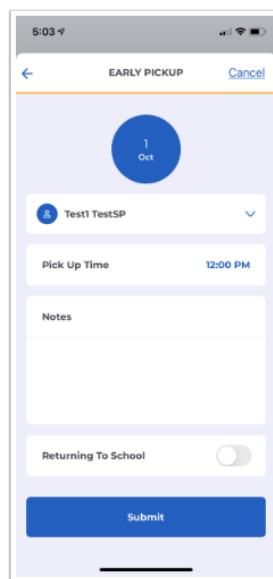 5:03
EARLY PICKUP
Cancel
1
Oct
Test1 TestSP
Pick Up Time
12:00 PM
Notes
Returning To School
Submit